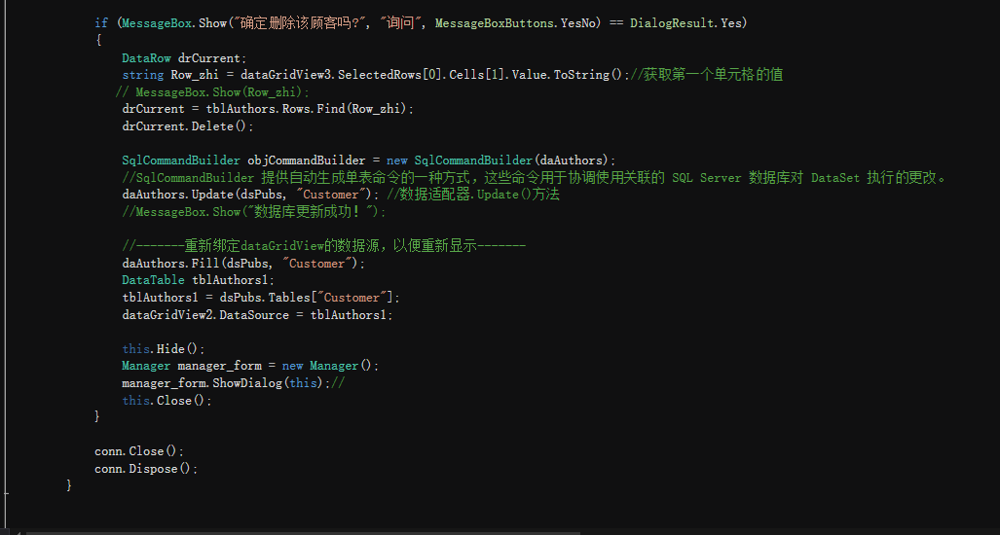 if (MessageBox.Show("确定删除该顾客吗?", "询问", MessageBoxButtons.YesNo) == DialogResult.Yes)
{
DataRow drCurrent;
string Row_zhi = dataGridView3.SelectedRows[0].Cells[1].Value.ToString();//获取第一个单元格的值
// MessageBox.Show(Row_zhi);
drCurrent = tblAuthors.Rows.Find(Row_zhi);
drCurrent.Delete();
SqlCommandBuilder objCommandBuilder = new SqlCommandBuilder(daAuthors);
//SqlCommandBuilder 提供自动生成单表命令的一种方式，这些命令用于协调使用关联的 SQL Server 数据库对 DataSet 执行的更改。
daAuthors.Update(dsPubs, "Customer"); //数据适配器.Update()方法
//MessageBox.Show("数据库更新成功！");
//-------重新绑定dataGridView的数据源，以便重新显示-------
daAuthors.Fill(dsPubs, "Customer");
DataTable tblAuthors1;
tblAuthors1 = dsPubs.Tables["Customer"];
dataGridView2.DataSource = tblAuthors1;
this.Hide();
Manager manager_form = new Manager();
manager_form.ShowDialog(this);//
this.Close();
}
conn.Close();
conn.Dispose();
}